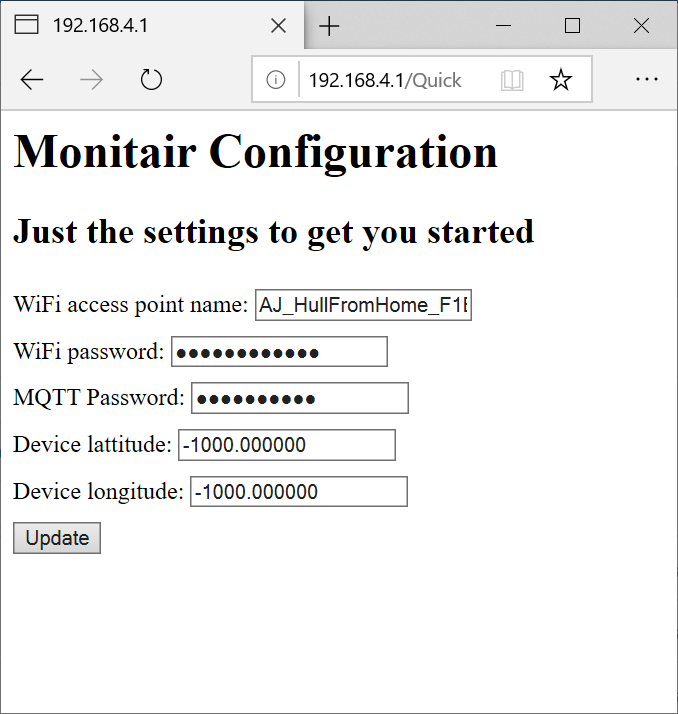 192.168.4.1
192.168.4.1/Quick
Monitair Configuration
Just the settings to get you started
WiFi access point name: AJ_HullFromHome_F1
WiFi password: ●●●●●●●●●●●●
MQTT Password: ●●●●●●●●●●
Device lattitude: -1000.000000
Device longitude: -1000.000000
Update